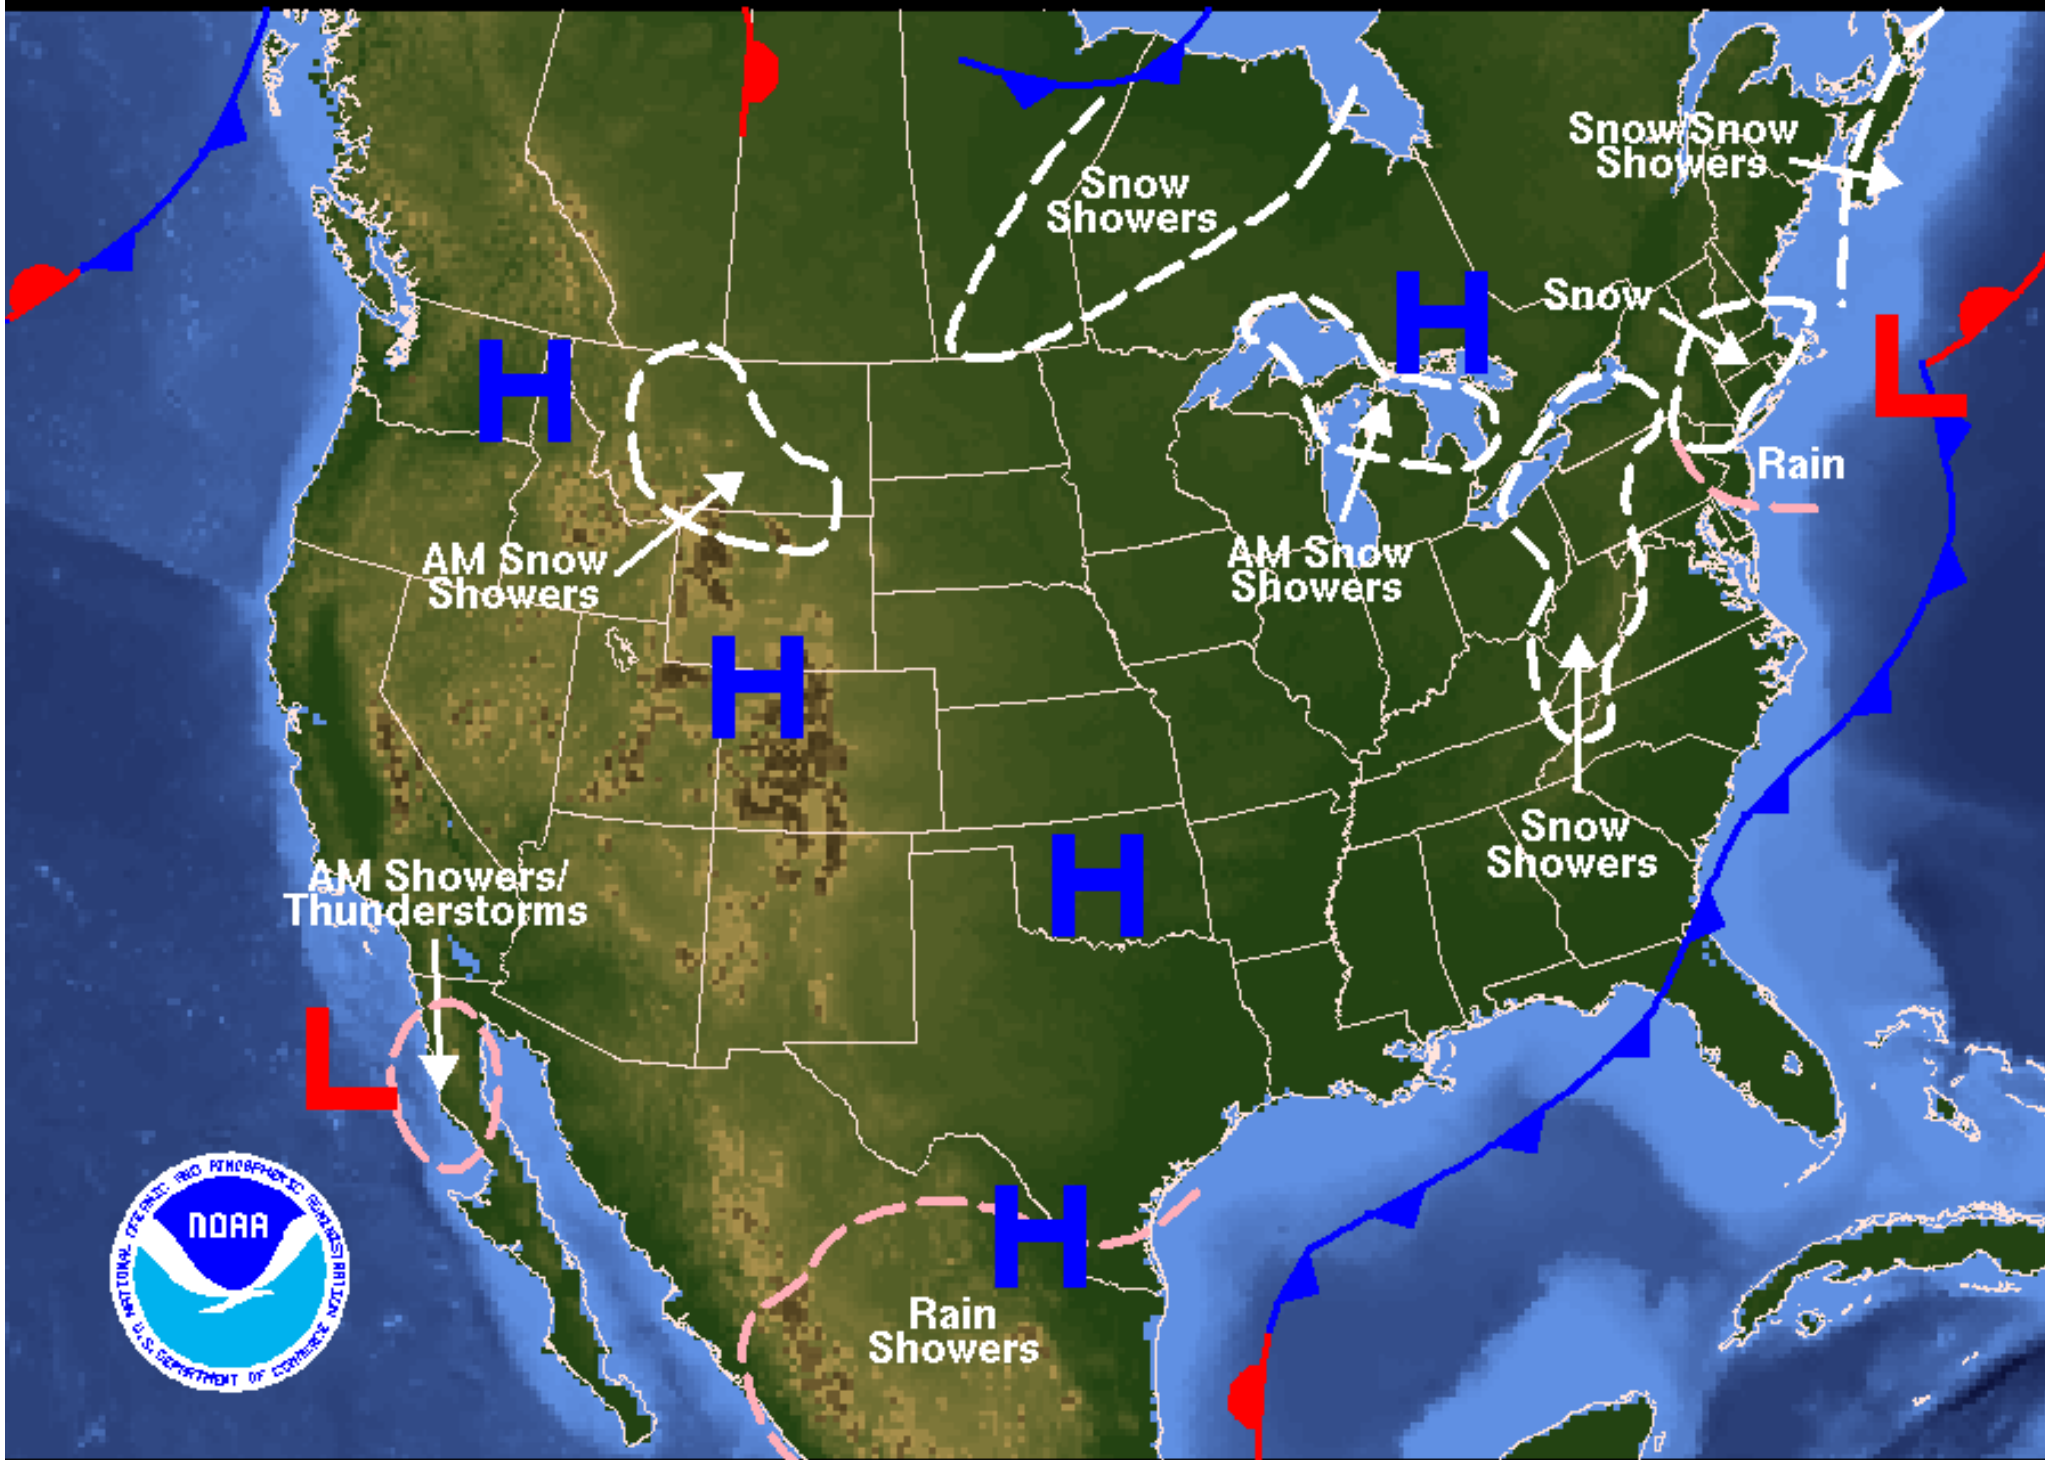 Snow/Snow
Showers
Snow
Showers
Snow
H
H
L
Rain
AM Snow
Showers
AM Snow
Showers
H
Snow
Showers
AM Showers/
Thunderstorms
H
L
H
Rain
Showers
NOAA
NATIONAL OCEANIC AND ATMOSPHERIC ADMINISTRATION
U.S. DEPARTMENT OF COMMERCE